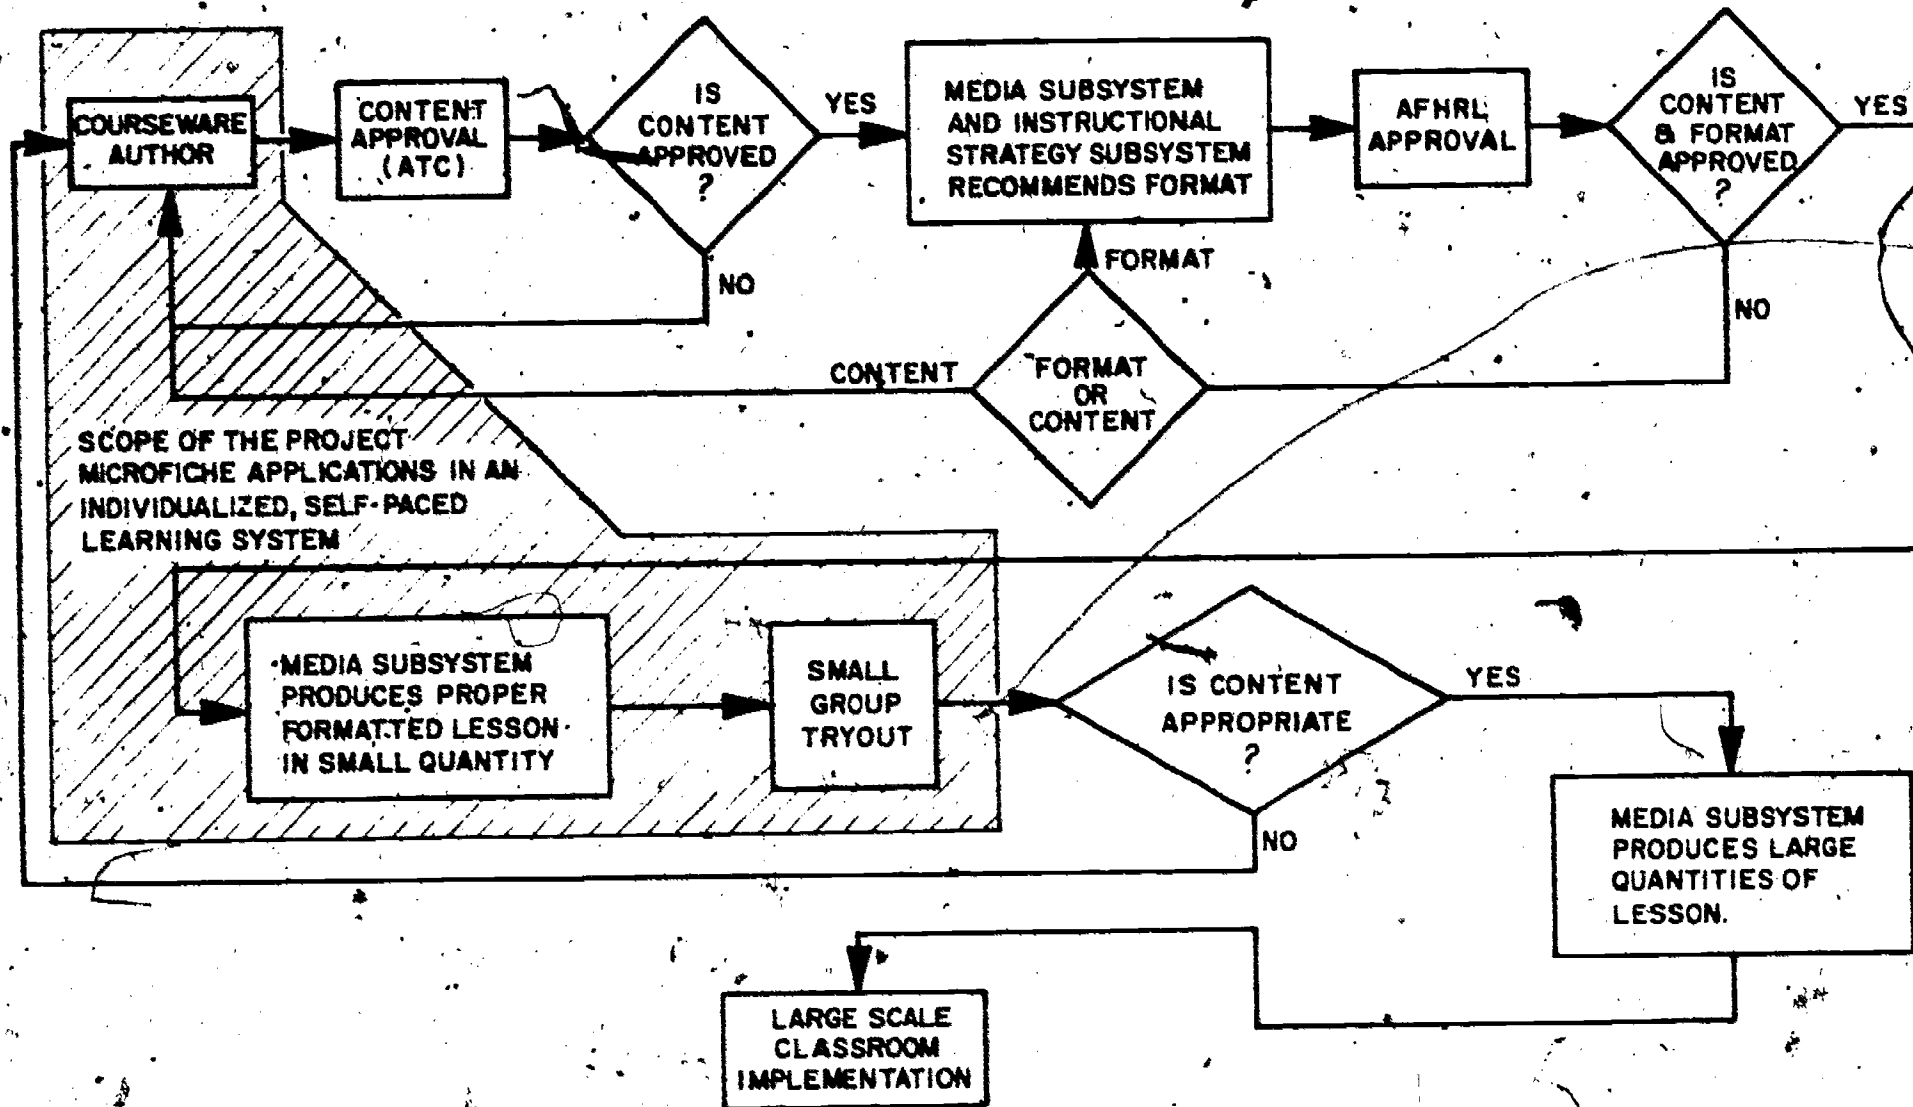 COURSEWARE
AUTHOR
CONTENT
APPROVAL
(ATC)
IS
CONTENT
APPROVED
?
YES
NO
MEDIA SUBSYSTEM
AND INSTRUCTIONAL
STRATEGY SUBSYSTEM
RECOMMENDS FORMAT
AFHRL
APPROVAL
IS
CONTENT
& FORMAT
APPROVED
?
YES
NO
FORMAT
FORMAT
OR
CONTENT
CONTENT
SCOPE OF THE PROJECT
MICROFICHE APPLICATIONS IN AN
INDIVIDUALIZED, SELF-PACED
LEARNING SYSTEM
MEDIA SUBSYSTEM
PRODUCES PROPER
FORMATTED LESSON
IN SMALL QUANTITY
SMALL
GROUP
TRYOUT
IS CONTENT
APPROPRIATE
?
YES
NO
MEDIA SUBSYSTEM
PRODUCES LARGE
QUANTITIES OF
LESSON.
LARGE SCALE
CLASSROOM
IMPLEMENTATION